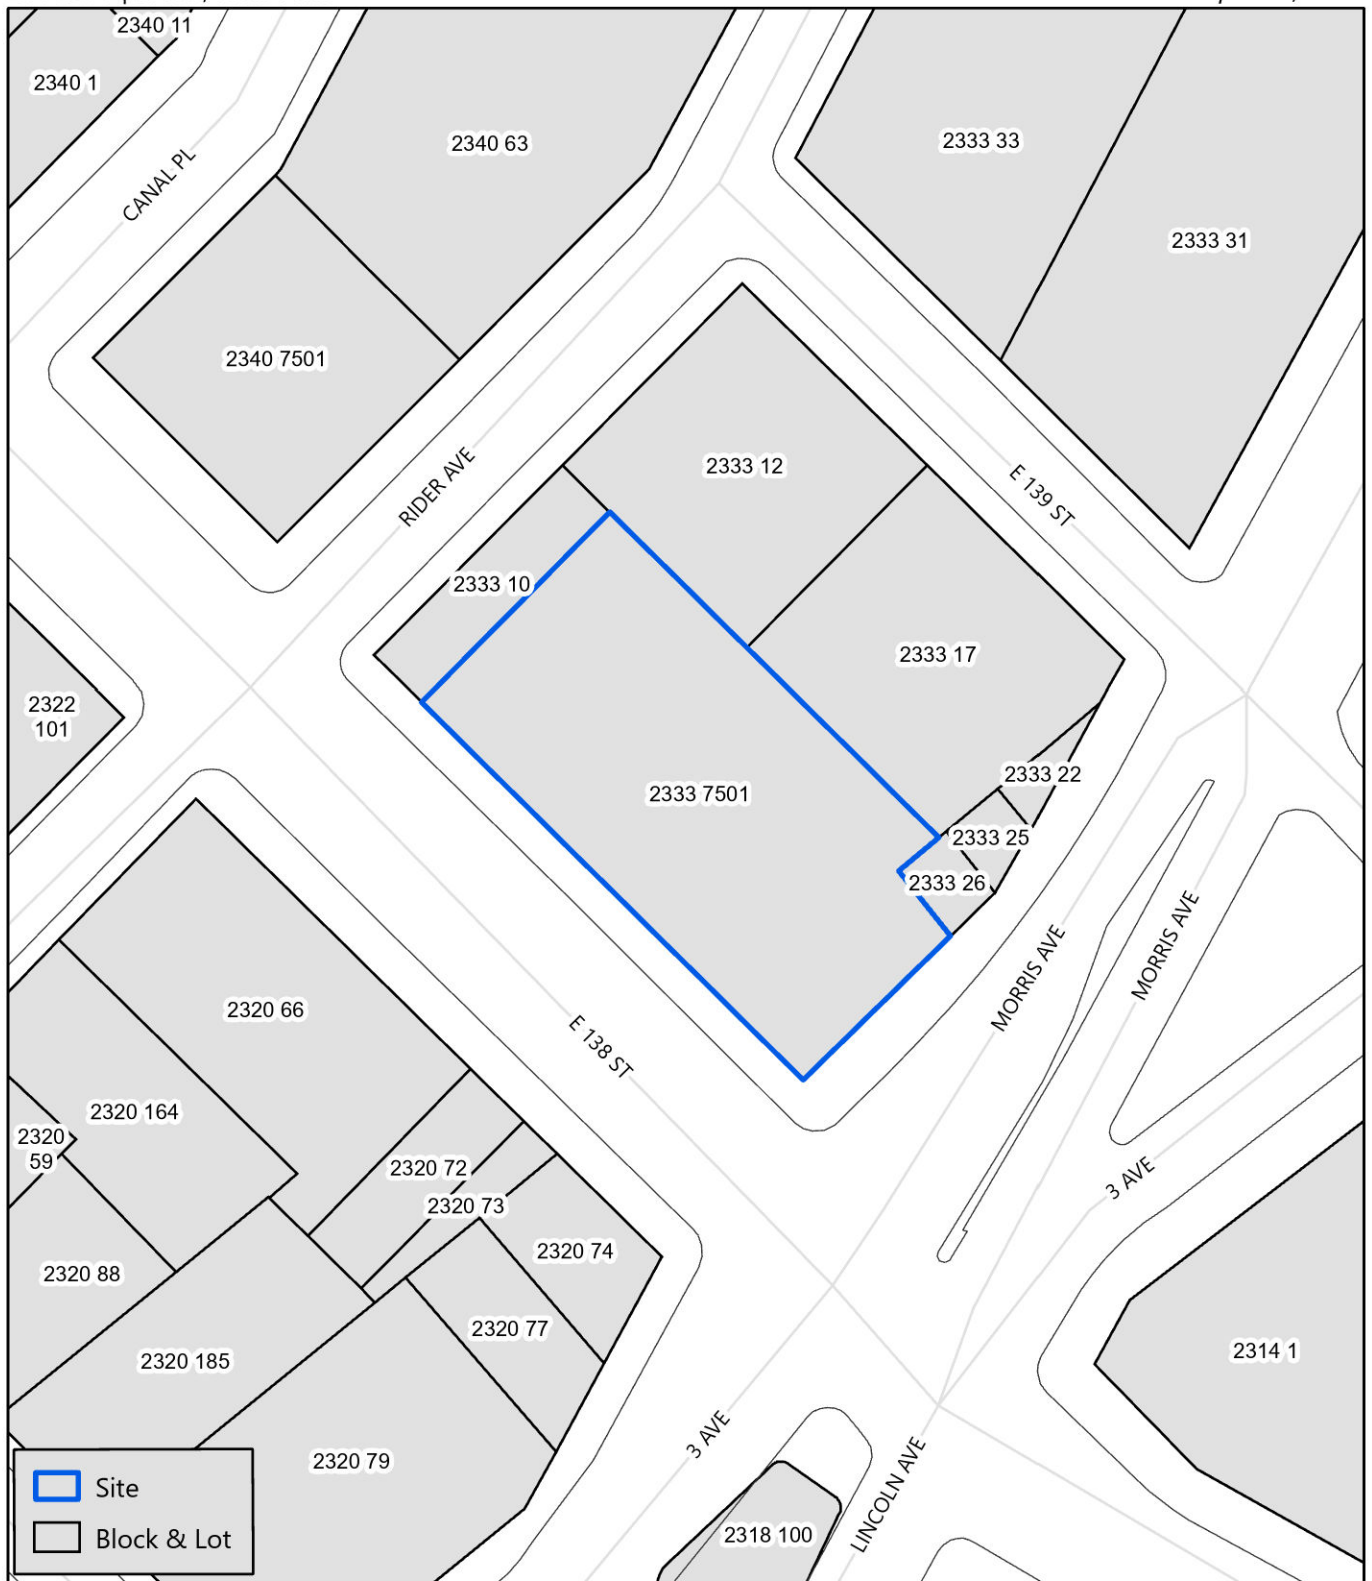 2340 11
2340 1
CANAL PL
2340 63
2333 33
2333 31
2340 7501
RIDER AVE
2333 12
E 139 ST
2333 10
2333 17
2322
101
2333 7501
2333 22
2333 25
2333 26
MORRIS AVE
MORRIS AVE
2320 66
E 138 ST
2320 164
2320
59
2320 72
2320 73
3 AVE
2320 74
2320 88
2320 77
2320 185
2314 1
3 AVE
2320 79
LINCOLN AVE
2318 100
Site
Block & Lot